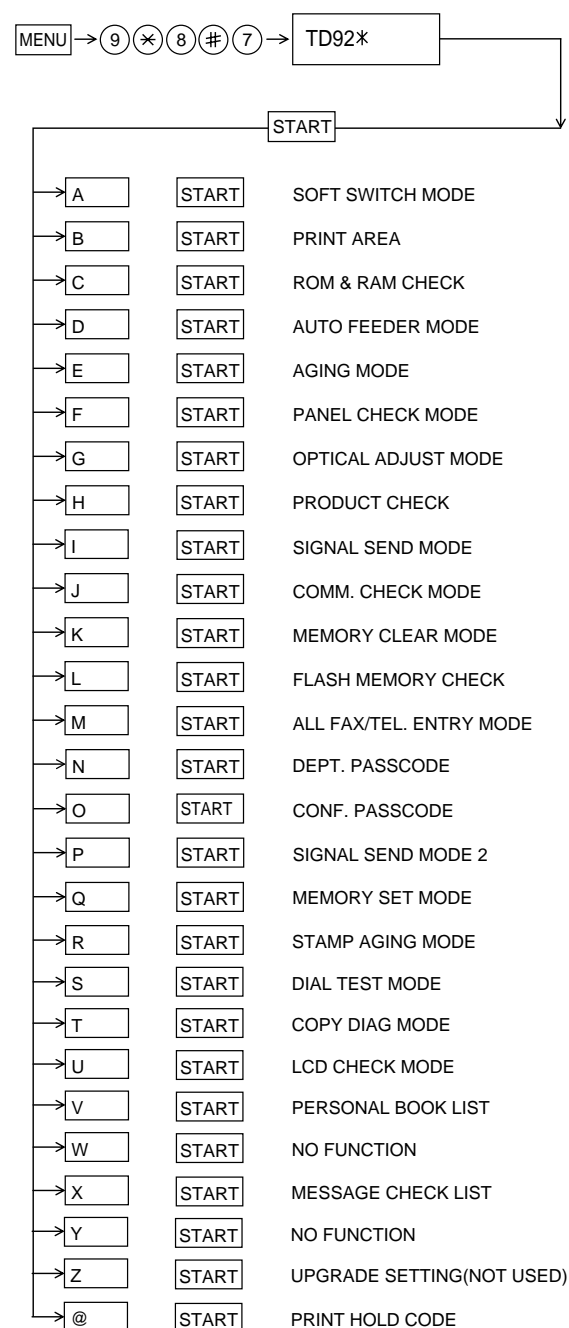 MENU → 9 * 8 # 7 → TD92*
START
A START SOFT SWITCH MODE
B START PRINT AREA
C START ROM & RAM CHECK
D START AUTO FEEDER MODE
E START AGING MODE
F START PANEL CHECK MODE
G START OPTICAL ADJUST MODE
H START PRODUCT CHECK
I START SIGNAL SEND MODE
J START COMM. CHECK MODE
K START MEMORY CLEAR MODE
L START FLASH MEMORY CHECK
M START ALL FAX/TEL. ENTRY MODE
N START DEPT. PASSCODE
O START CONF. PASSCODE
P START SIGNAL SEND MODE 2
Q START MEMORY SET MODE
R START STAMP AGING MODE
S START DIAL TEST MODE
T START COPY DIAG MODE
U START LCD CHECK MODE
V START PERSONAL BOOK LIST
W START NO FUNCTION
X START MESSAGE CHECK LIST
Y START NO FUNCTION
Z START UPGRADE SETTING(NOT USED)
@ START PRINT HOLD CODE